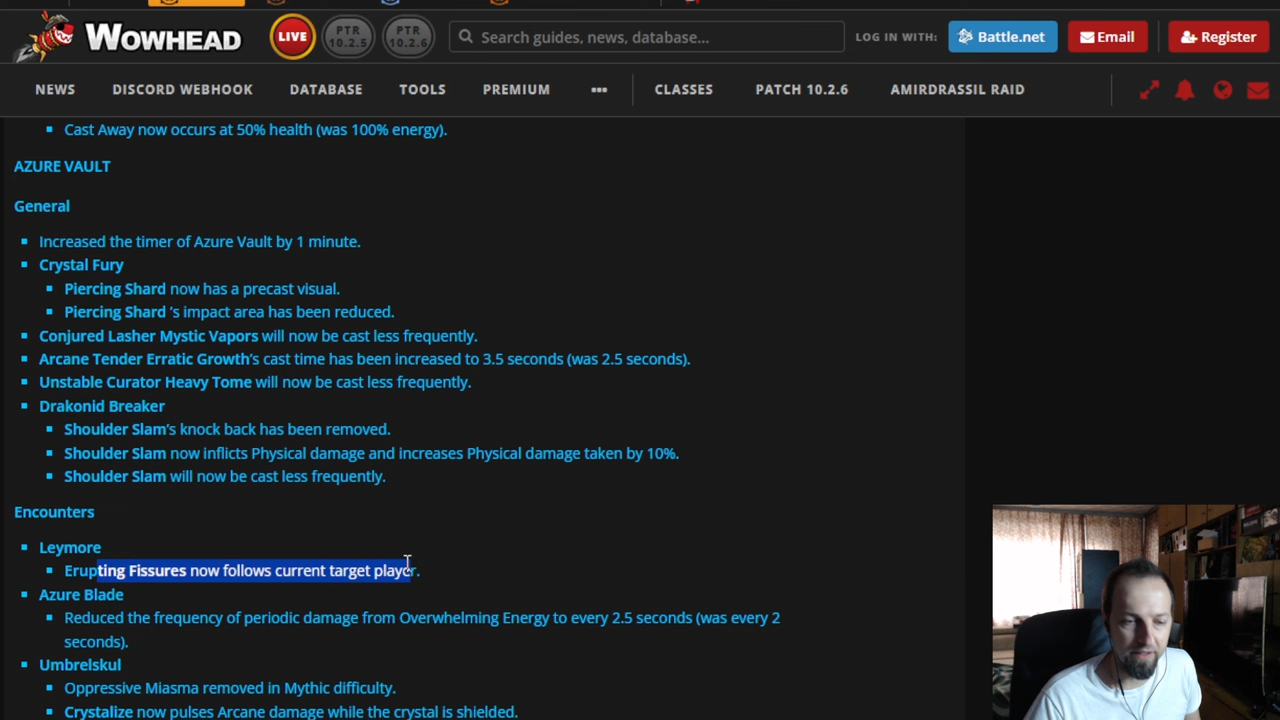 WOWHEAD
LIVE
PTR 10.2.5
PTR 10.2.6
Search guides, news, database...
LOG IN WITH:
Battle.net
Email
Register
NEWS
DISCORD WEBHOOK
DATABASE
TOOLS
PREMIUM
•••
CLASSES
PATCH 10.2.6
AMIRDRASSIL RAID
Cast Away now occurs at 50% health (was 100% energy).
AZURE VAULT
General
Increased the timer of Azure Vault by 1 minute.
Crystal Fury
Piercing Shard now has a precast visual.
Piercing Shard 's impact area has been reduced.
Conjured Lasher Mystic Vapors will now be cast less frequently.
Arcane Tender Erratic Growth's cast time has been increased to 3.5 seconds (was 2.5 seconds).
Unstable Curator Heavy Tome will now be cast less frequently.
Drakonid Breaker
Shoulder Slam's knock back has been removed.
Shoulder Slam now inflicts Physical damage and increases Physical damage taken by 10%.
Shoulder Slam will now be cast less frequently.
Encounters
Leymore
Erupting Fissures now follows current target player.
Azure Blade
Reduced the frequency of periodic damage from Overwhelming Energy to every 2.5 seconds (was every 2
seconds).
Umbrelskul
Oppressive Miasma removed in Mythic difficulty.
Crystalize now pulses Arcane damage while the crystal is shielded.